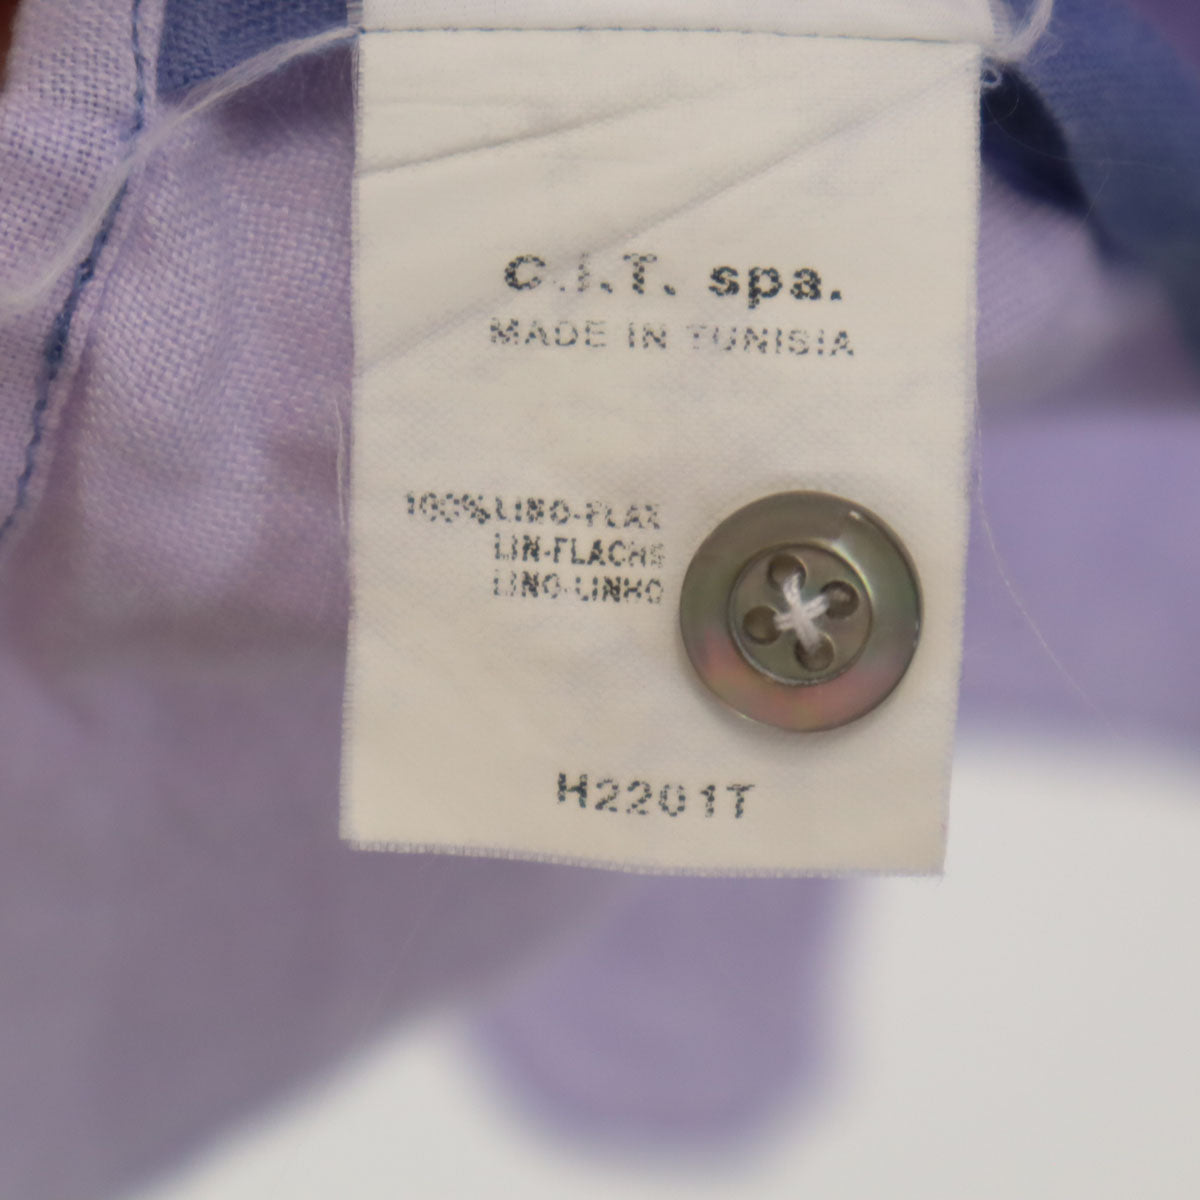 C.I.T. spa.
MADE IN TUNISIA
100%LINO-FLAX
LIN-FLACHS
LINO-LINHO
H2201T